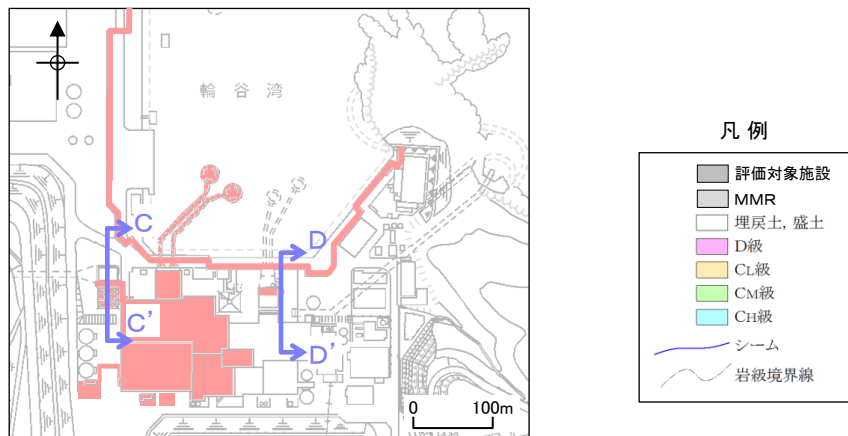 輪谷湾
C
D
C'
D'
0 100m
凡例
評価対象施設
MMR
埋戻土, 盛土
D級
CL級
CM級
CH級
シーム
岩級境界線